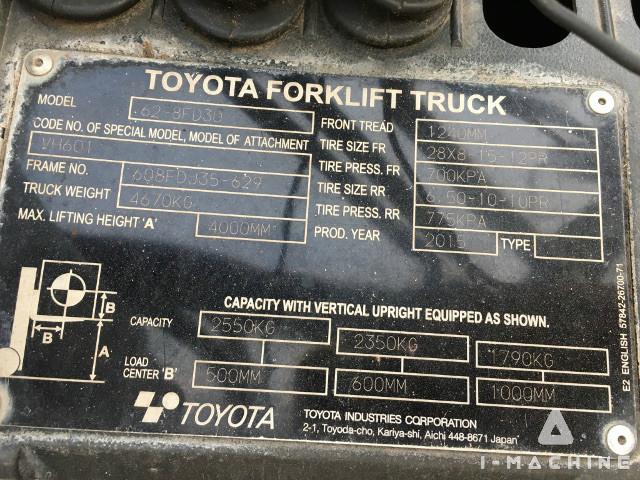 TOYOTA FORKLIFT TRUCK
MODEL 62-8FD30
CODE NO. OF SPECIAL MODEL, MODEL OF ATTACHMENT
VH601
FRAME NO. 608FDJ35-629
TRUCK WEIGHT 4670KG
MAX. LIFTING HEIGHT 'A' 4000MM
FRONT TREAD 1240MM
TIRE SIZE FR 28X8-15-12PR
TIRE PRESS. FR 700KPA
TIRE SIZE RR 6.50-10-10PR
TIRE PRESS. RR 775KPA
PROD. YEAR 2015 TYPE
B
B
A
CAPACITY WITH VERTICAL UPRIGHT EQUIPPED AS SHOWN.
CAPACITY 2550KG 2350KG 1790KG
LOAD CENTER 'B' 500MM 600MM 1000MM
TOYOTA
TOYOTA INDUSTRIES CORPORATION
2-1, Toyoda-cho, Kariya-shi, Aichi 448-8671 Japan
E2 ENGLISH 57842-26700-71
I-MACHINE